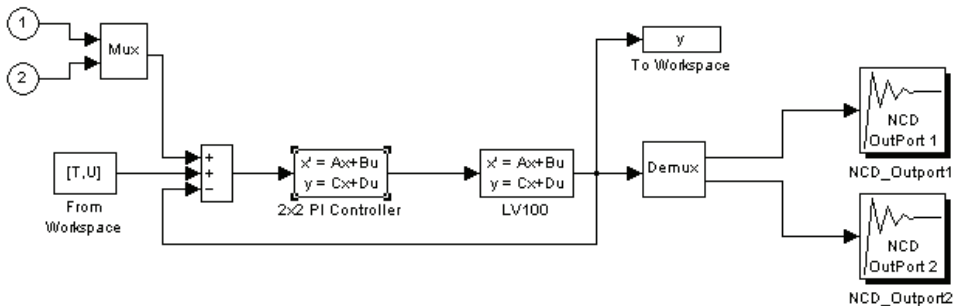 1
2
Mux
[T,U]
From
Workspace
+
+
−
x' = Ax+Bu
y = Cx+Du
2x2 PI Controller
x' = Ax+Bu
y = Cx+Du
LV100
y
To Workspace
Demux
NCD
OutPort 1
NCD_Outport1
NCD
OutPort 2
NCD_Outport2